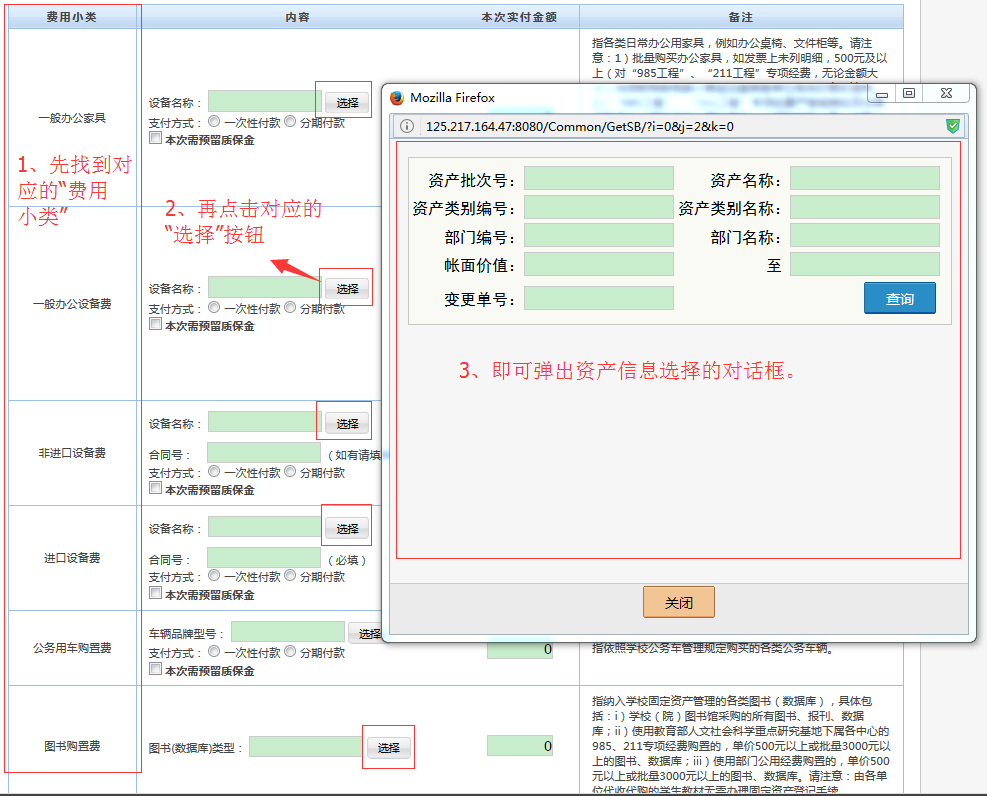 费用小类 内容 本次实付金额 备注
指各类日常办公用家具，例如办公桌椅、文件柜等。请注
意：1）批量购买办公家具，如发票上未列明细，500元及以
上（对“985工程”、“211工程”专项经费，无论金额大
一般办公家具
设备名称： 选择
支付方式： 一次性付款 分期付款
本次需预留质保金
1、先找到对
应的“费用
小类”
2、再点击对应的
“选择”按钮
一般办公设备费
设备名称： 选择
支付方式： 一次性付款 分期付款
本次需预留质保金
非进口设备费
设备名称： 选择
合同号： （如有请填
支付方式： 一次性付款 分期付款
本次需预留质保金
进口设备费
设备名称： 选择
合同号： （必填）
支付方式： 一次性付款 分期付款
本次需预留质保金
公务用车购置费
车辆品牌型号： 选择
支付方式： 一次性付款 分期付款
本次需预留质保金
0
指依照学校公务车管理规定购买的各类公务车辆。
图书购置费
图书(数据库)类型： 选择
0
指纳入学校固定资产管理的各类图书（数据库），具体包
括：i）学校（院）图书馆采购的所有图书、报刊、数据
库；ii）使用教育部人文社会科学重点研究基地下属各中心的
985、211专项经费购置的，单价500元以上或批量3000元以
上的图书、数据库；iii）使用部门公用经费购置的，单价500
元以上或批量3000元以上的图书、数据库。请注意：由各单
位代收代购的学生教材无需办理固定资产登记手续
Mozilla Firefox
125.217.164.47:8080/Common/GetSB/?i=0&j=2&k=0
资产批次号： 资产名称：
资产类别编号： 资产类别名称：
部门编号： 部门名称：
帐面价值： 至
变更单号： 查询
3、即可弹出资产信息选择的对话框。
关闭